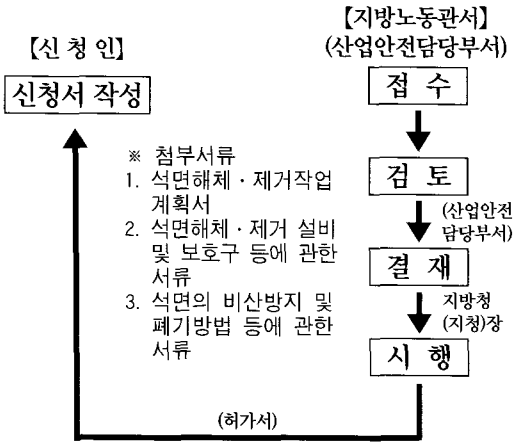 【신 청 인】
신청서 작성
※ 첨부서류
1. 석면해체·제거작업
계획서
2. 석면해체·제거 설비
및 보호구 등에 관한
서류
3. 석면의 비산방지 및
폐기방법 등에 관한
서류
【지방노동관서】
(산업안전담당부서)
접 수
검 토
(산업안전
담당부서)
결 재
지방청
(지청)장
시 행
(허가서)